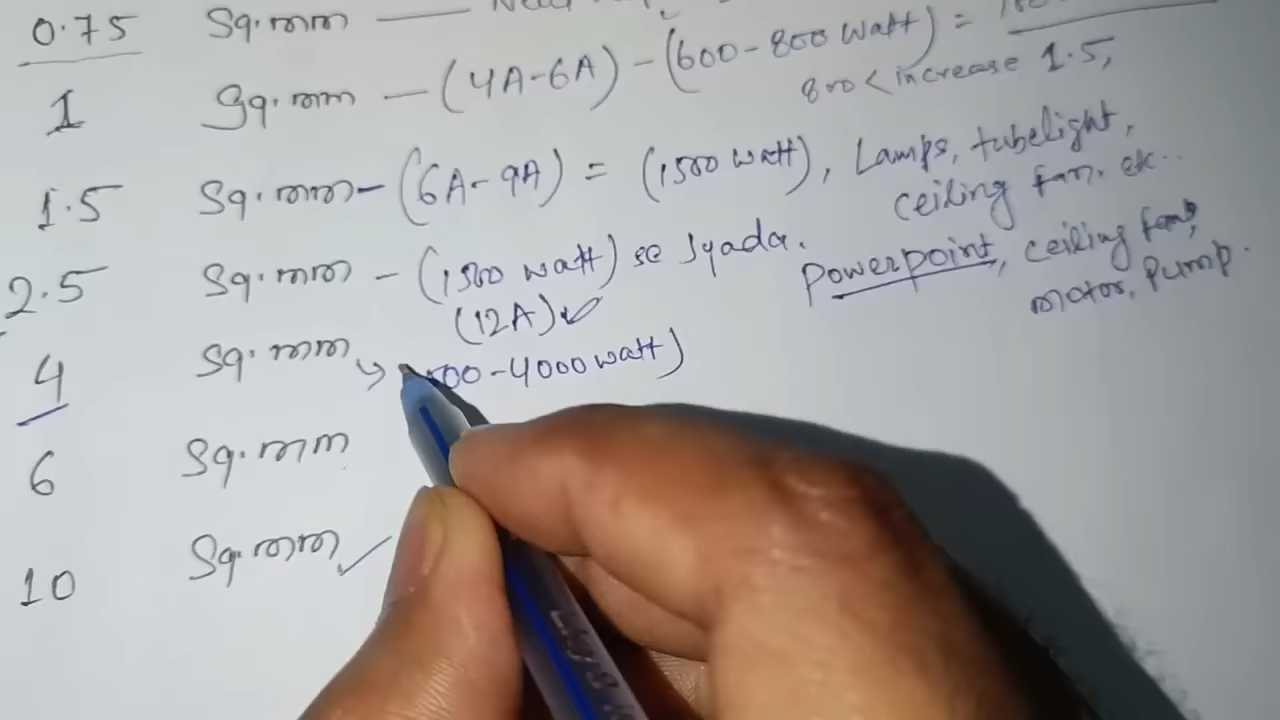 0.75 Sq.mm —
1 Sq.mm — (4A-6A) - (600-800 watt) =
800 < increase 1.5,
1.5 Sq.mm - (6A-9A) = (1500 watt), Lamps, tubelight,
ceiling fan. etc..
2.5 Sq.mm - (1500 watt) se Jyada.
(12A) ✓
Powerpoint, ceiling fans,
motor, Pump.
4 Sq.mm → 00-4000 watt)
6 Sq.mm
10 Sq.mm ✓